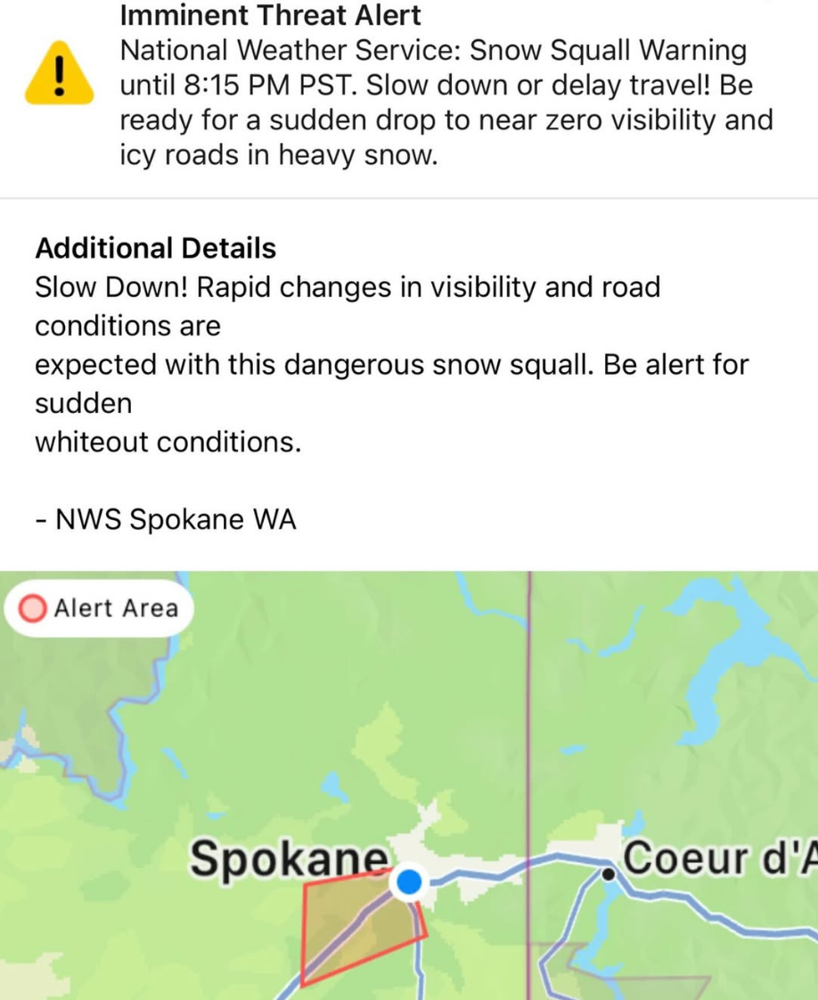 Imminent Threat Alert
National Weather Service: Snow Squall Warning
until 8:15 PM PST. Slow down or delay travel! Be
ready for a sudden drop to near zero visibility and
icy roads in heavy snow.
Additional Details
Slow Down! Rapid changes in visibility and road
conditions are
expected with this dangerous snow squall. Be alert for
sudden
whiteout conditions.
- NWS Spokane WA
Alert Area
Spokane
Coeur d'A